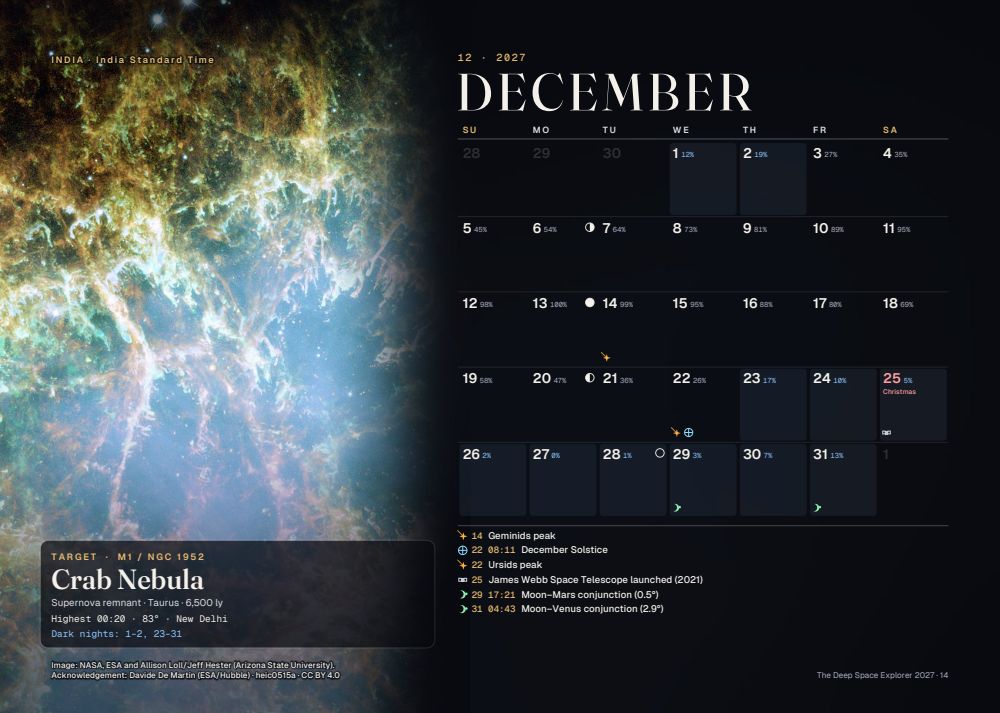 INDIA · India Standard Time
TARGET · M1 / NGC 1952
Crab Nebula
Supernova remnant · Taurus · 6,500 ly
Highest 00:20 · 83° · New Delhi
Dark nights: 1–2, 23–31
Image: NASA, ESA and Allison Loll/Jeff Hester (Arizona State University).
Acknowledgement: Davide De Martin (ESA/Hubble) · heic0515a · CC BY 4.0
12 · 2027
DECEMBER
SU MO TU WE TH FR SA
28 29 30 1 12% 2 19% 3 27% 4 35%
5 45% 6 54% 7 64% 8 73% 9 81% 10 89% 11 95%
12 98% 13 100% 14 99% 15 95% 16 88% 17 80% 18 69%
19 58% 20 47% 21 36% 22 26% 23 17% 24 10% 25 5%
Christmas
26 2% 27 0% 28 1% 29 3% 30 7% 31 13% 1
14 Geminids peak
22 08:11 December Solstice
22 Ursids peak
25 James Webb Space Telescope launched (2021)
29 17:21 Moon–Mars conjunction (0.5°)
31 04:43 Moon–Venus conjunction (2.9°)
The Deep Space Explorer 2027 · 14